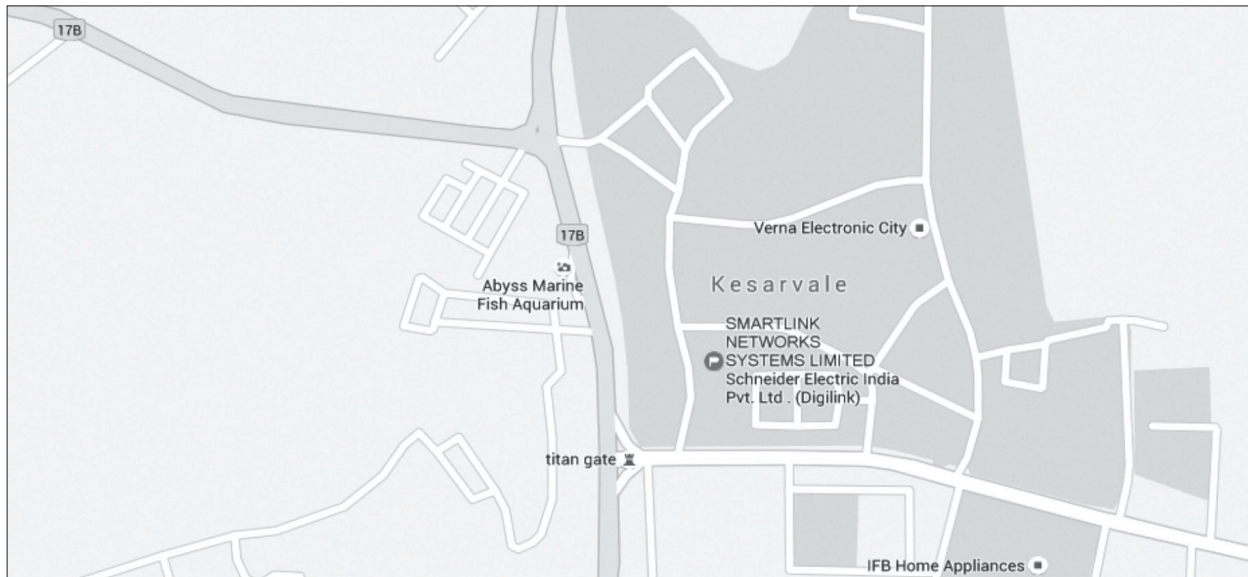 17B
Verna Electronic City
17B
Abyss Marine
Fish Aquarium
Kesarvale
SMARTLINK
NETWORKS
SYSTEMS LIMITED
Schneider Electric India
Pvt. Ltd . (Digilink)
titan gate
IFB Home Appliances